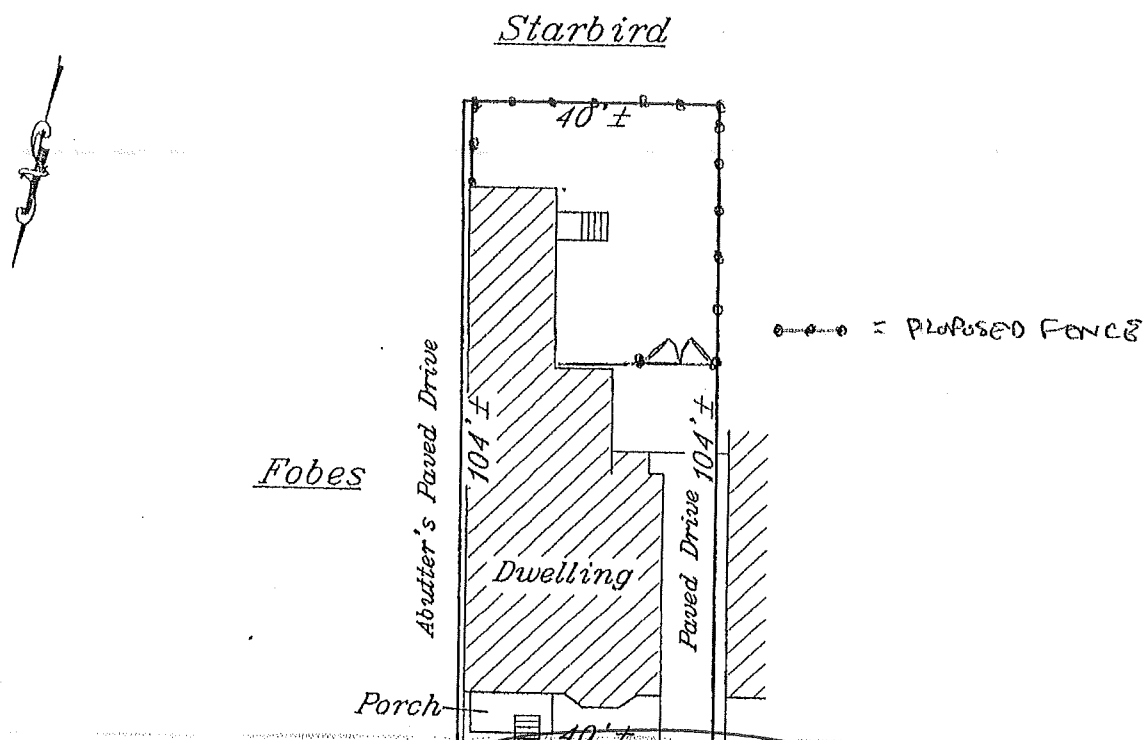 Starbird
40'±
= PROPOSED FENCE
Abutter's Paved Drive
104'±
104'±
Fobes
Paved Drive
Dwelling
Porch
40'±